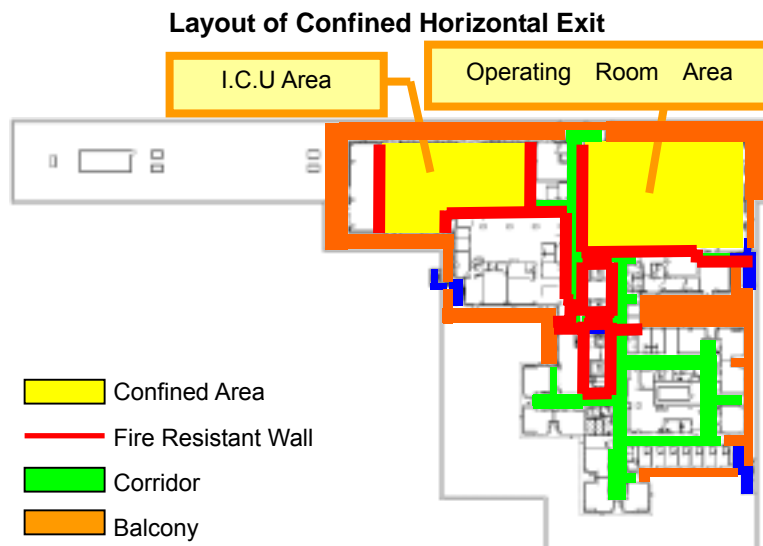 Layout of Confined Horizontal Exit
I.C.U Area
Operating Room Area
Confined Area
Fire Resistant Wall
Corridor
Balcony